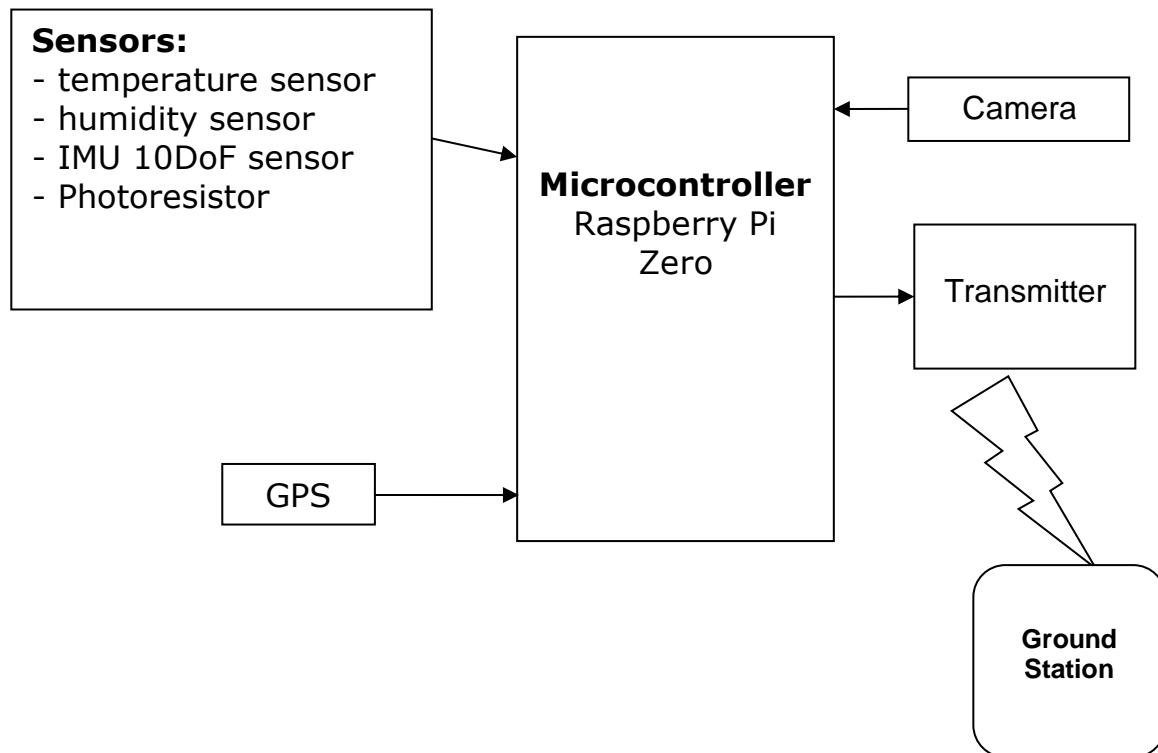 Sensors:
- temperature sensor
- humidity sensor
- IMU 10DoF sensor
- Photoresistor
Microcontroller
Raspberry Pi
Zero
Camera
Transmitter
GPS
Ground
Station